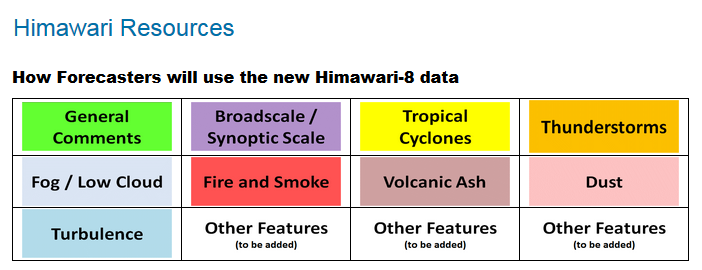 Himawari Resources
How Forecasters will use the new Himawari-8 data
General
Comments
Broadscale /
Synoptic Scale
Tropical
Cyclones
Thunderstorms
Fog / Low Cloud
Fire and Smoke
Volcanic Ash
Dust
Turbulence
Other Features
(to be added)
Other Features
(to be added)
Other Features
(to be added)